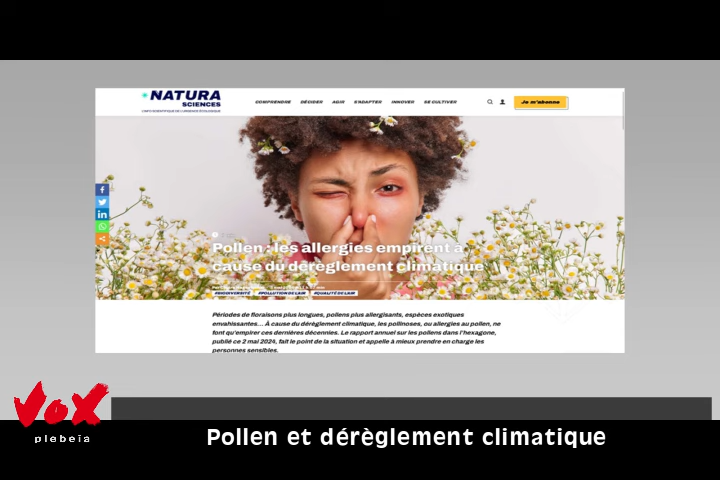 NATURA
SCIENCES
COMPRENDRE DÉCIDER AGIR S'ADAPTER INNOVER SE CULTIVER
Je m'abonne
Pollen : les allergies empirent à
cause du dérèglement climatique
#BIODIVERSITÉ #POLLUTION DE L'AIR #QUALITÉ DE L'AIR
Périodes de floraisons plus longues, pollens plus allergisants, espèces exotiques
envahissantes… À cause du dérèglement climatique, les pollinoses, ou allergies au pollen, ne
font qu'empirer ces dernières décennies. Le rapport annuel sur les pollens dans l'hexagone,
publié ce 2 mai 2024, fait le point de la situation et appelle à mieux prendre en charge les
personnes sensibles.
Vox
plebeïa
Pollen et dérèglement climatique